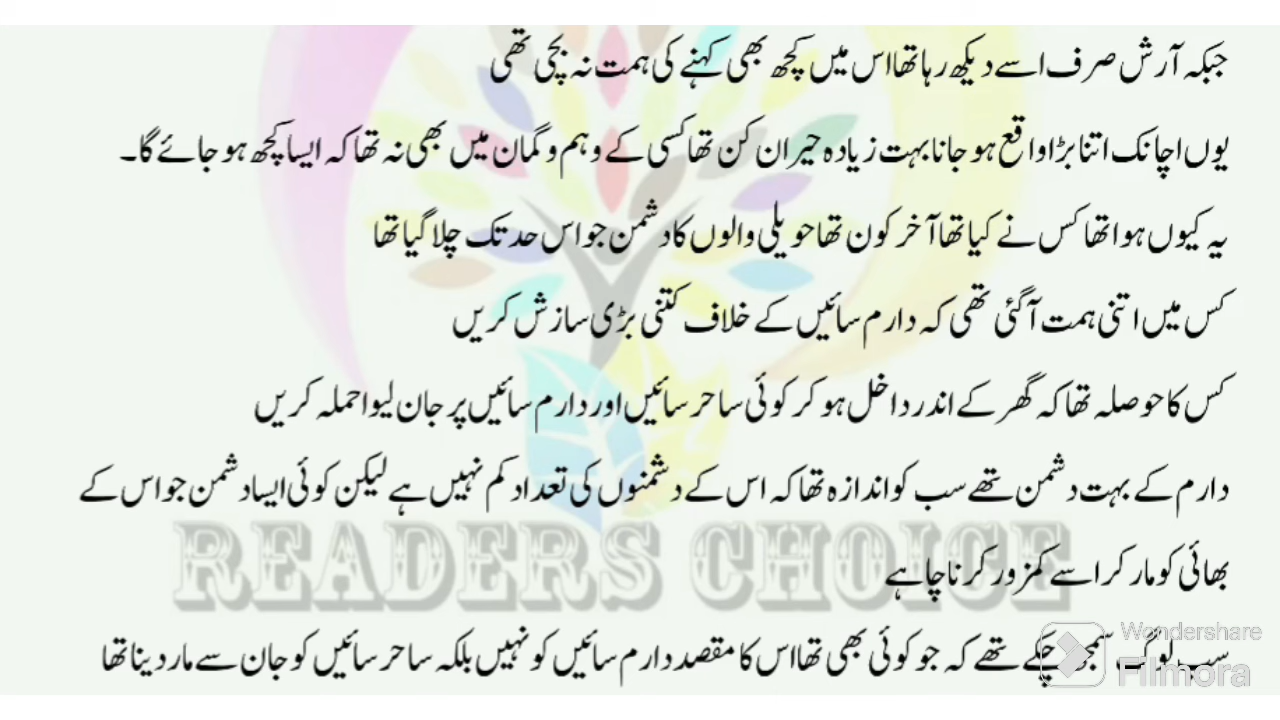 جبکہ آرش صرف اسے دیکھ رہا تھا اس میں کچھ بھی کہنے کی ہمت نہ بچی تھی
یوں اچانک اتنا بڑا واقع ہو جانا بہت زیادہ حیران کن تھا کسی کے وہم و گمان میں بھی نہ تھا کہ ایسا کچھ ہو جائے گا۔
یہ کیوں ہوا تھا کس نے کیا تھا آخر کون تھا حویلی والوں کا دشمن جو اس حد تک چلا گیا تھا
کس میں اتنی ہمت آگئی تھی کہ دارم سائیں کے خلاف کتنی بڑی سازش کریں
کس کا حوصلہ تھا کہ گھر کے اندر داخل ہو کر کوئی ساحر سائیں اور دارم سائیں پر جان لیوا حملہ کریں
دارم کے بہت دشمن تھے سب کو اندازہ تھا کہ اس کے دشمنوں کی تعداد کم نہیں ہے لیکن کوئی ایسا دشمن جو اس کے
بھائی کو مار کر اسے کمزور کرنا چاہے
READERS CHOICE
سب لوگ سمجھ چکے تھے کہ جو کوئی بھی تھا اس کا مقصد دارم سائیں کو نہیں بلکہ ساحر سائیں کو جان سے مار دینا تھا
Wondershare
Filmora